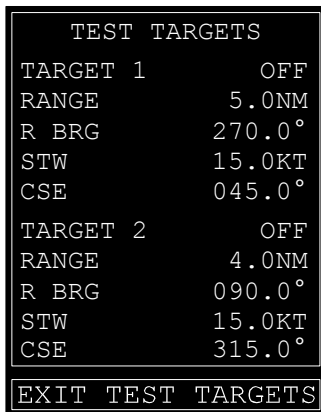 TEST TARGETS
TARGET 1 OFF
RANGE 5.0NM
R BRG 270.0°
STW 15.0KT
CSE 045.0°
TARGET 2 OFF
RANGE 4.0NM
R BRG 090.0°
STW 15.0KT
CSE 315.0°
EXIT TEST TARGETS